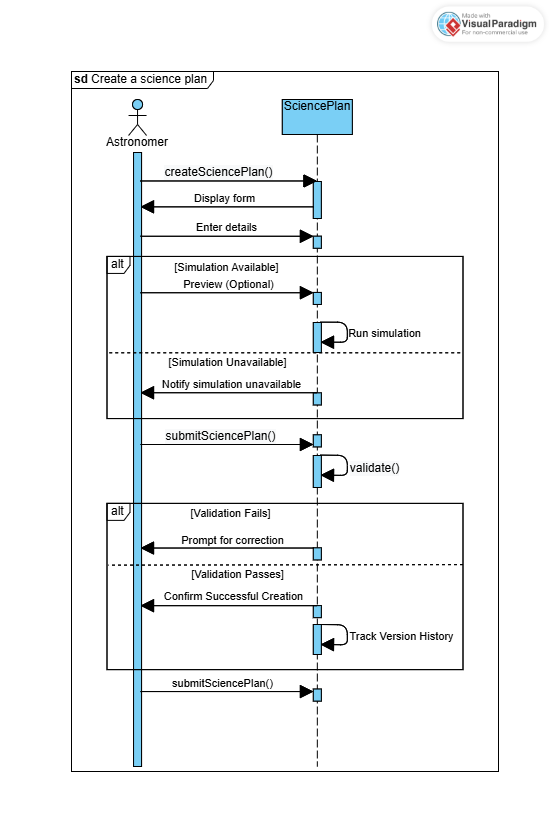 Made with
VisualParadigm
For non-commercial use
sd Create a science plan
SciencePlan
Astronomer
createSciencePlan()
Display form
Enter details
alt
[Simulation Available]
Preview (Optional)
Run simulation
[Simulation Unavailable]
Notify simulation unavailable
submitSciencePlan()
validate()
alt
[Validation Fails]
Prompt for correction
[Validation Passes]
Confirm Successful Creation
Track Version History
submitSciencePlan()